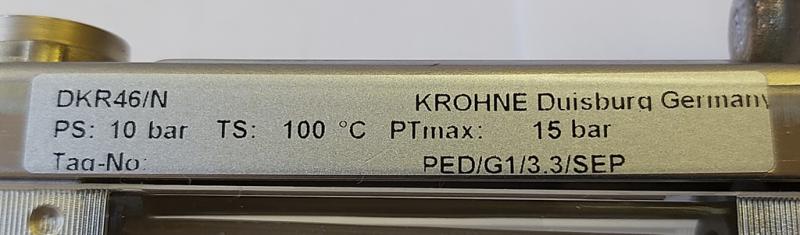 DKR46/N KROHNE Duisburg Germany
PS: 10 bar TS: 100 °C PTmax: 15 bar
Tag-No: PED/G1/3.3/SEP